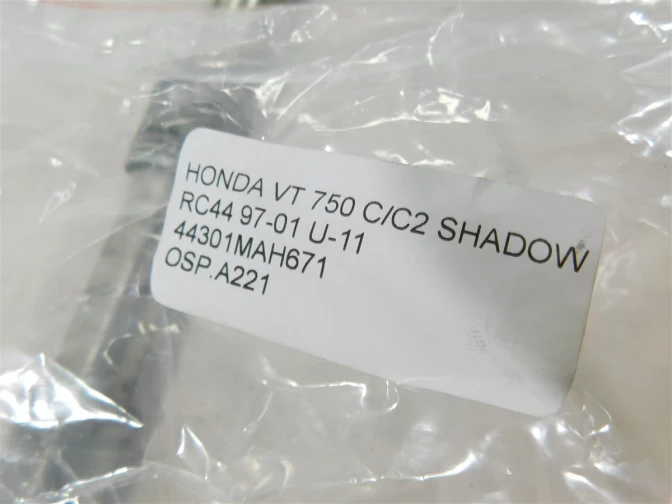 HONDA VT 750 C/C2 SHADOW
RC44 97-01 U-11
44301MAH671
OSP.A221